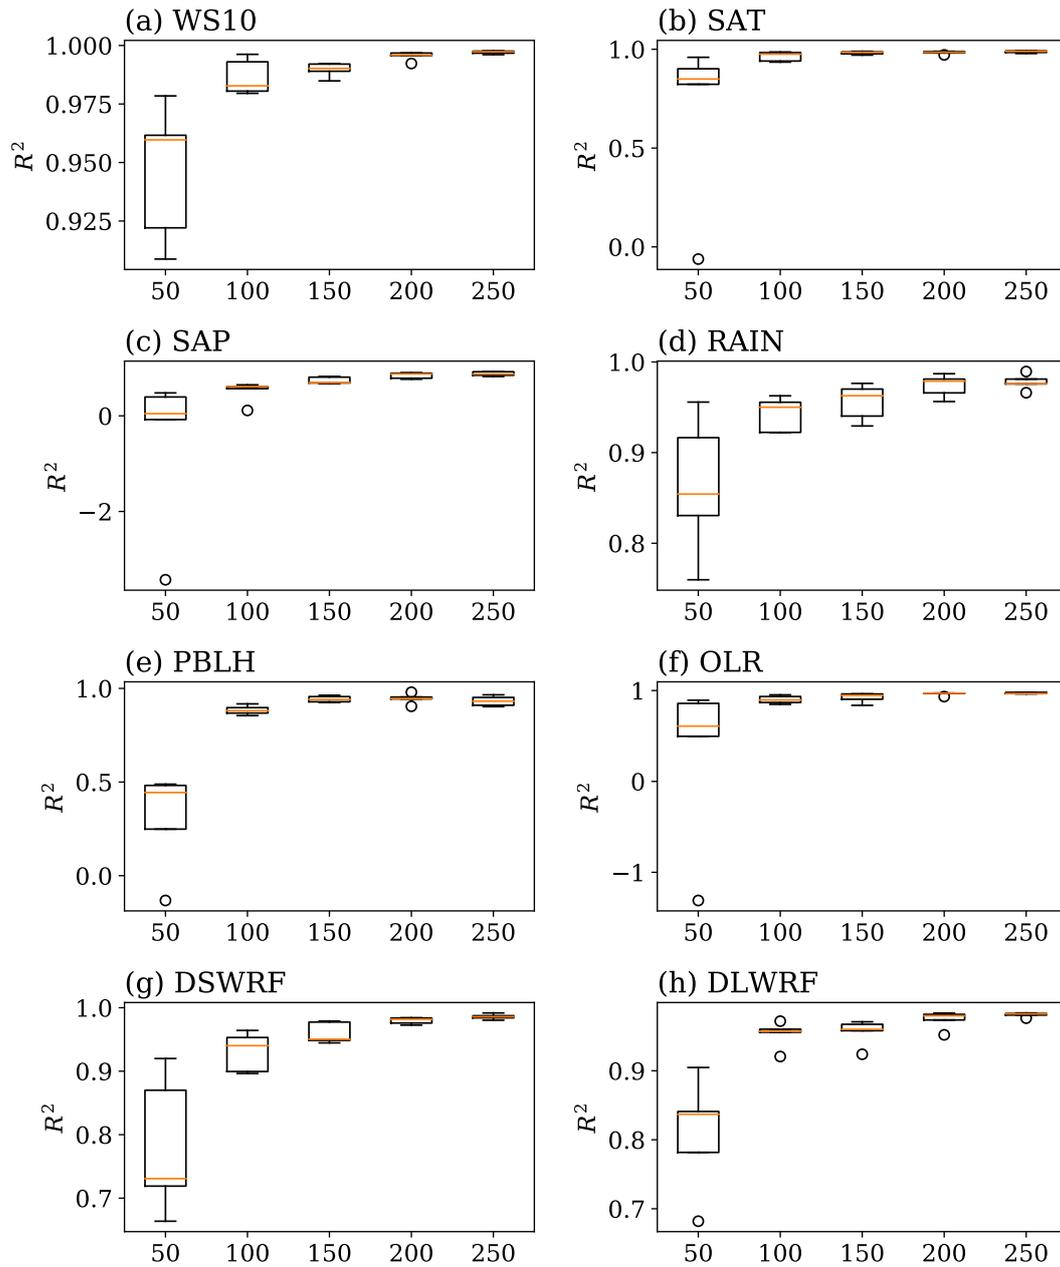 (a) WS10
R²
1.000
0.975
0.950
0.925
50 100 150 200 250
(b) SAT
R²
1.0
0.5
0.0
50 100 150 200 250
(c) SAP
R²
0
−2
50 100 150 200 250
(d) RAIN
R²
1.0
0.9
0.8
50 100 150 200 250
(e) PBLH
R²
1.0
0.5
0.0
50 100 150 200 250
(f) OLR
R²
1
0
−1
50 100 150 200 250
(g) DSWRF
R²
1.0
0.9
0.8
0.7
50 100 150 200 250
(h) DLWRF
R²
0.9
0.8
0.7
50 100 150 200 250